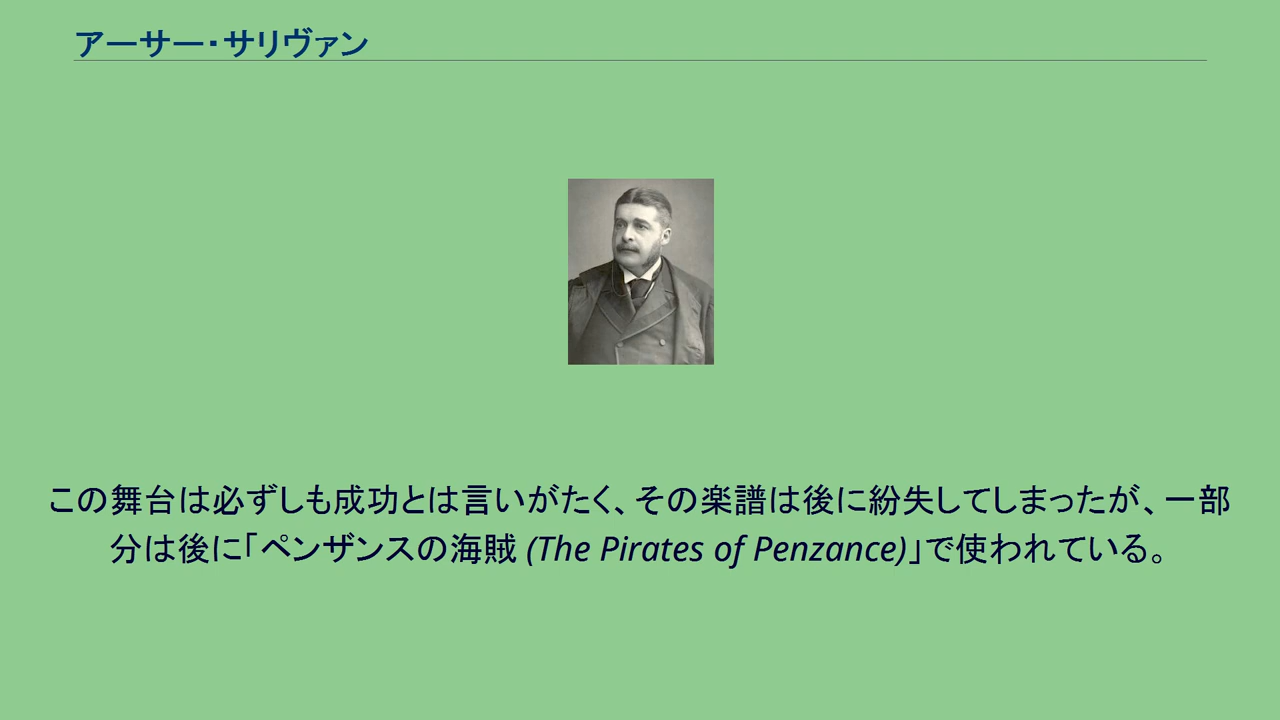 アーサー・サリヴァン
この舞台は必ずしも成功とは言いがたく、その楽譜は後に紛失してしまったが、一部
分は後に「ペンザンスの海賊 (The Pirates of Penzance)」で使われている。